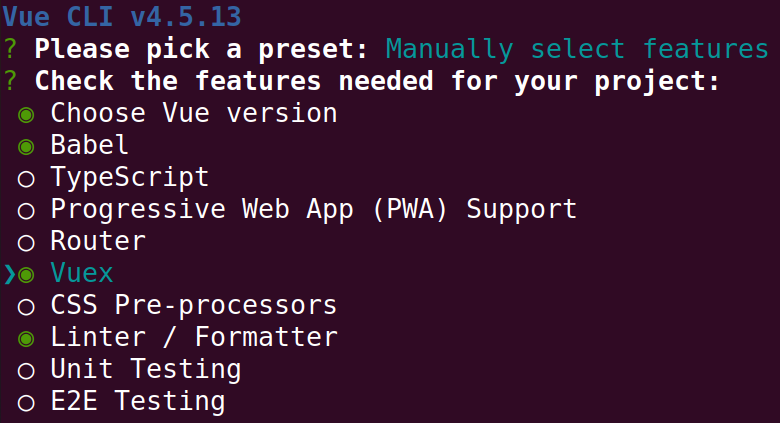 Vue CLI v4.5.13
? Please pick a preset: Manually select features
? Check the features needed for your project:
◉ Choose Vue version
◉ Babel
○ TypeScript
○ Progressive Web App (PWA) Support
○ Router
❯◉ Vuex
○ CSS Pre-processors
◉ Linter / Formatter
○ Unit Testing
○ E2E Testing